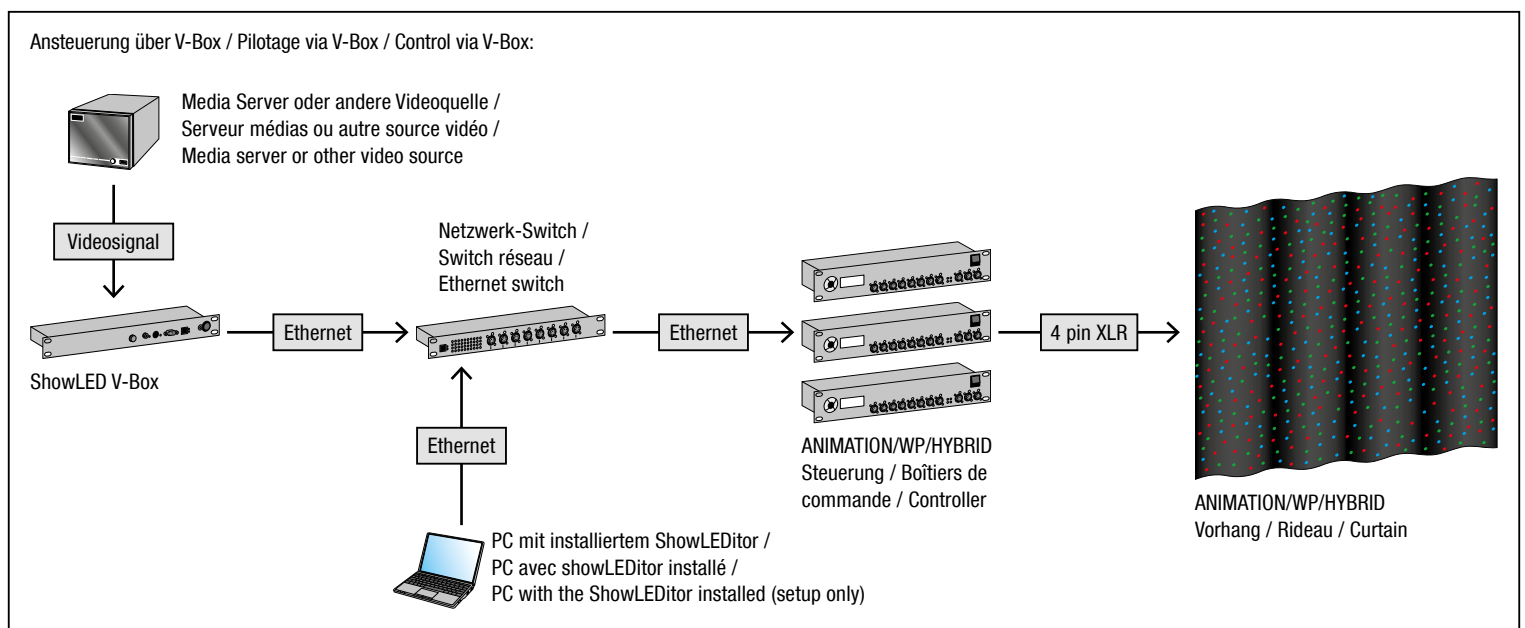 Ansteuerung über V-Box / Pilotage via V-Box / Control via V-Box:
Media Server oder andere Videoquelle /
Serveur médias ou autre source vidéo /
Media server or other video source
Videosignal
ShowLED V-Box
Ethernet
Netzwerk-Switch /
Switch réseau /
Ethernet switch
Ethernet
PC mit installiertem ShowLEDitor /
PC avec showLEDitor installé /
PC with the ShowLEDitor installed (setup only)
Ethernet
ANIMATION/WP/HYBRID
Steuerung / Boîtiers de
commande / Controller
4 pin XLR
ANIMATION/WP/HYBRID
Vorhang / Rideau / Curtain